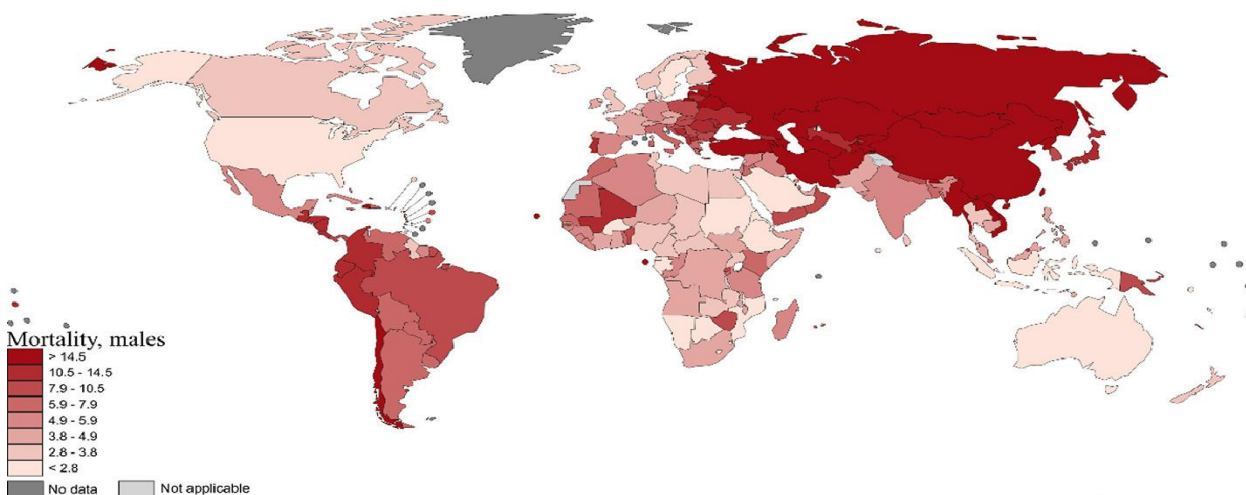 Mortality, males
> 14.5
10.5 - 14.5
7.9 - 10.5
5.9 - 7.9
4.9 - 5.9
3.8 - 4.9
2.8 - 3.8
< 2.8
No data Not applicable